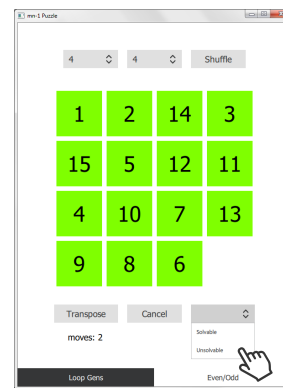 mn-1 Puzzle
4 4 Shuffle
1 2 14 3
15 5 12 11
4 10 7 13
9 8 6
Transpose Cancel
moves: 2
Solvable
Unsolvable
Loop Gens Even/Odd